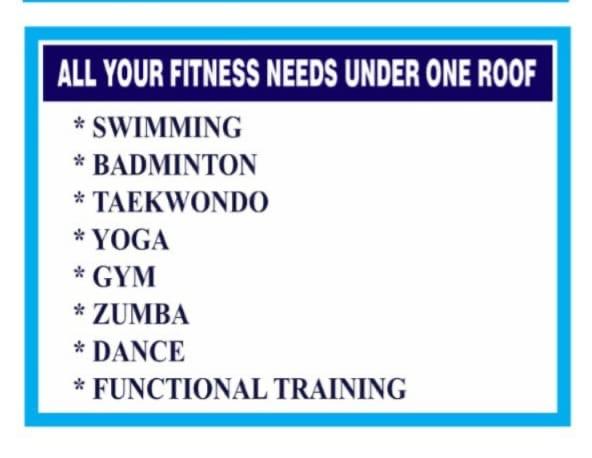 ALL YOUR FITNESS NEEDS UNDER ONE ROOF
* SWIMMING
* BADMINTON
* TAEKWONDO
* YOGA
* GYM
* ZUMBA
* DANCE
* FUNCTIONAL TRAINING